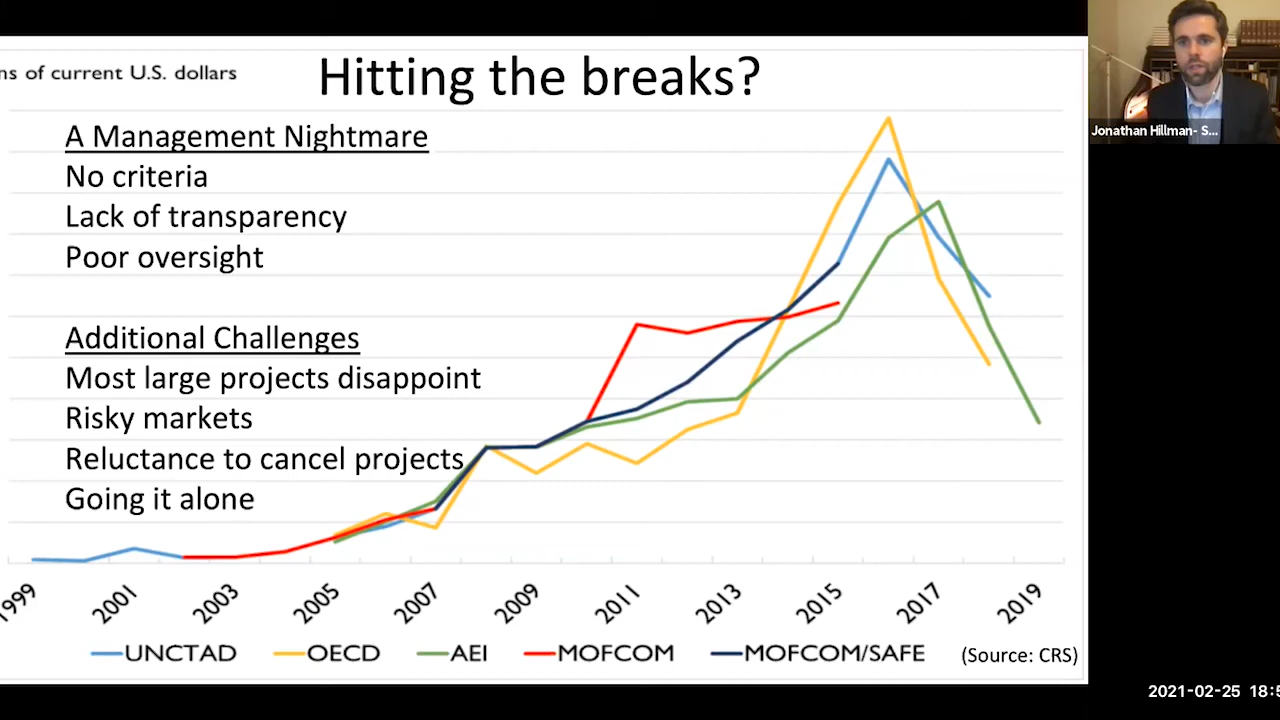 ns of current U.S. dollars
Hitting the breaks?
A Management Nightmare
No criteria
Lack of transparency
Poor oversight
Additional Challenges
Most large projects disappoint
Risky markets
Reluctance to cancel projects
Going it alone
1999 2001 2003 2005 2007 2009 2011 2013 2015 2017 2019
UNCTAD OECD AEI MOFCOM MOFCOM/SAFE (Source: CRS)
Jonathan Hillman- S...
2021-02-25 18:5